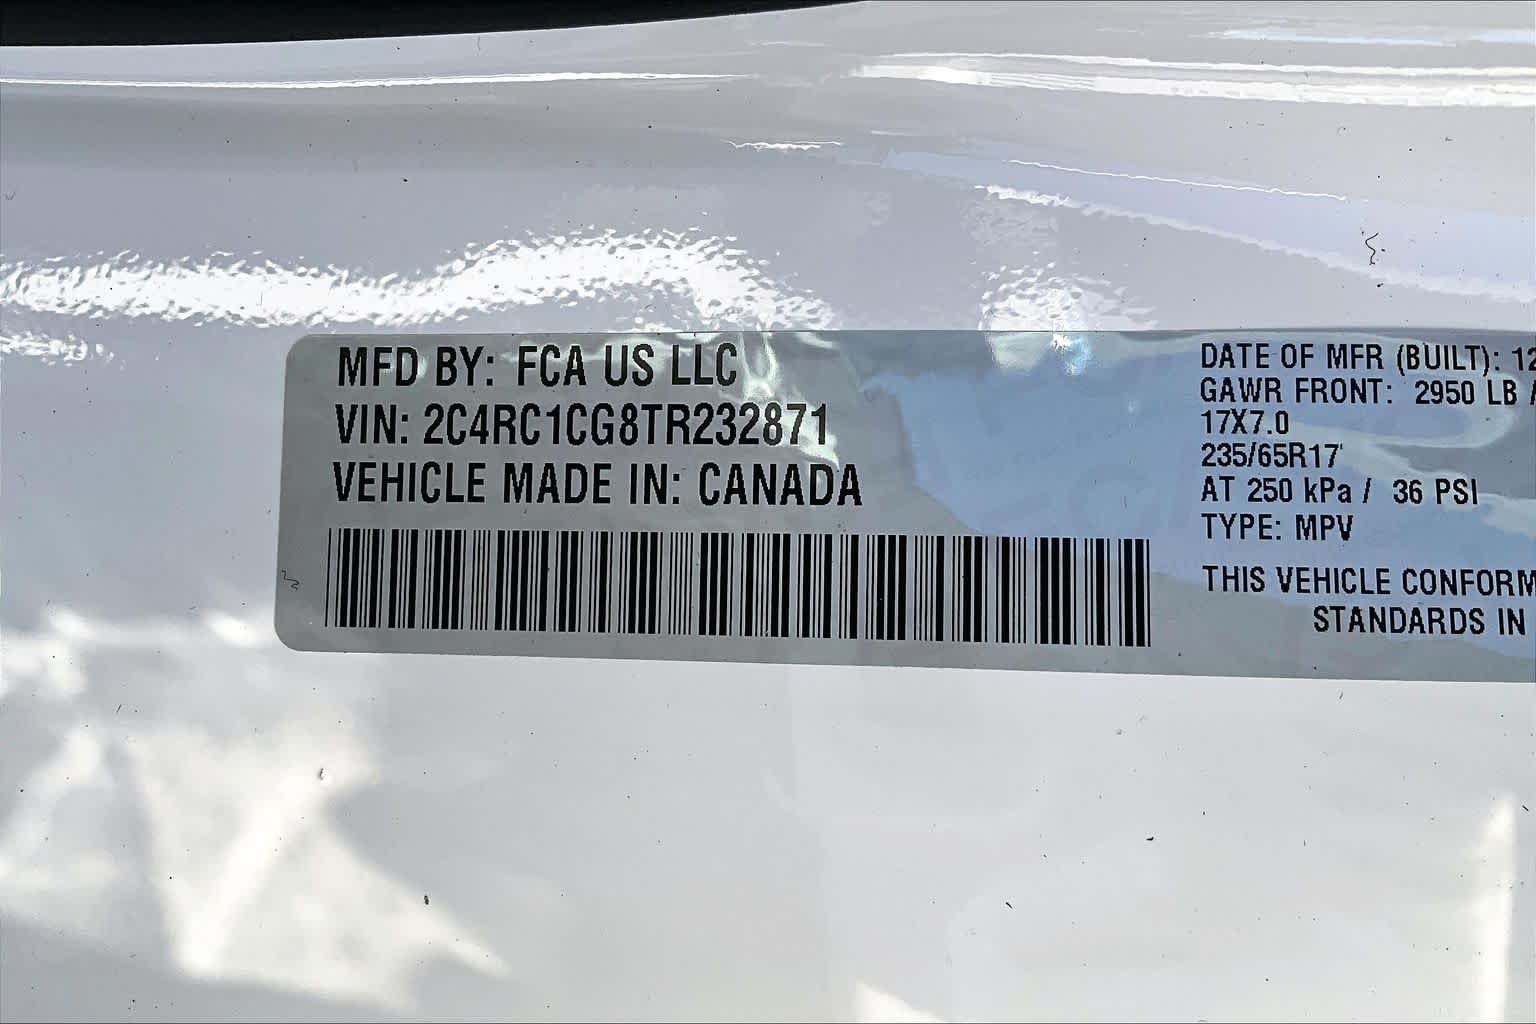 MFD BY: FCA US LLC
VIN: 2C4RC1CG8TR232871
VEHICLE MADE IN: CANADA
DATE OF MFR (BUILT): 12
GAWR FRONT: 2950 LB /
17X7.0
235/65R17
AT 250 kPa / 36 PSI
TYPE: MPV
THIS VEHICLE CONFORM
STANDARDS IN